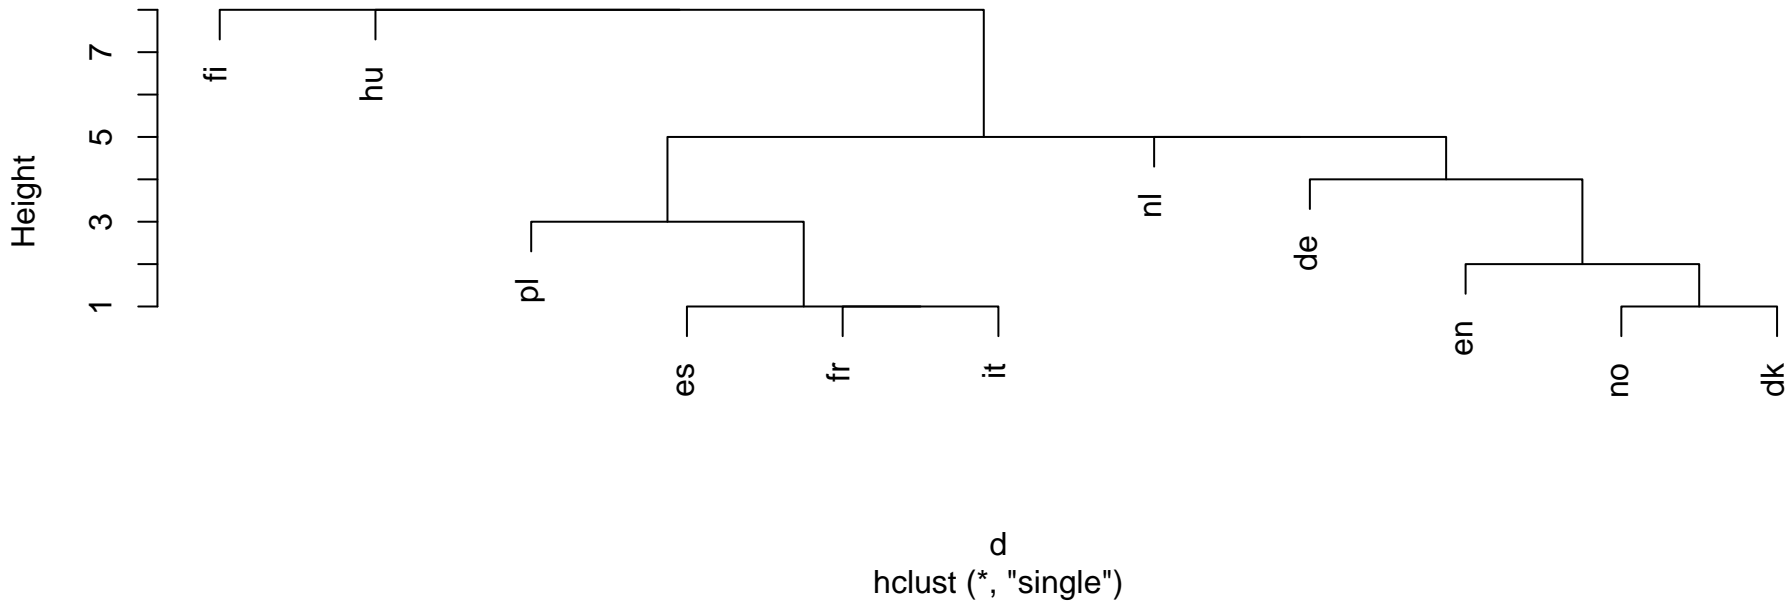 Height
7
5
3
1
fi
hu
pl
es
fr
it
nl
de
en
no
dk
d
hclust (*, "single")